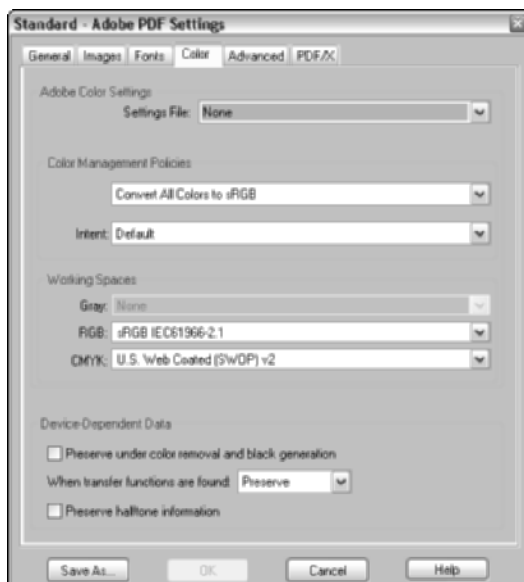 Standard - Adobe PDF Settings
General Images Fonts Color Advanced PDF/X
Adobe Color Settings
Settings File: None
Color Management Policies
Convert All Colors to sRGB
Intent: Default
Working Spaces
Gray: None
RGB: sRGB IEC61966-2.1
CMYK: U.S. Web Coated (SWOP) v2
Device-Dependent Data
Preserve under color removal and black generation
When transfer functions are found: Preserve
Preserve halftone information
Save As... OK Cancel Help